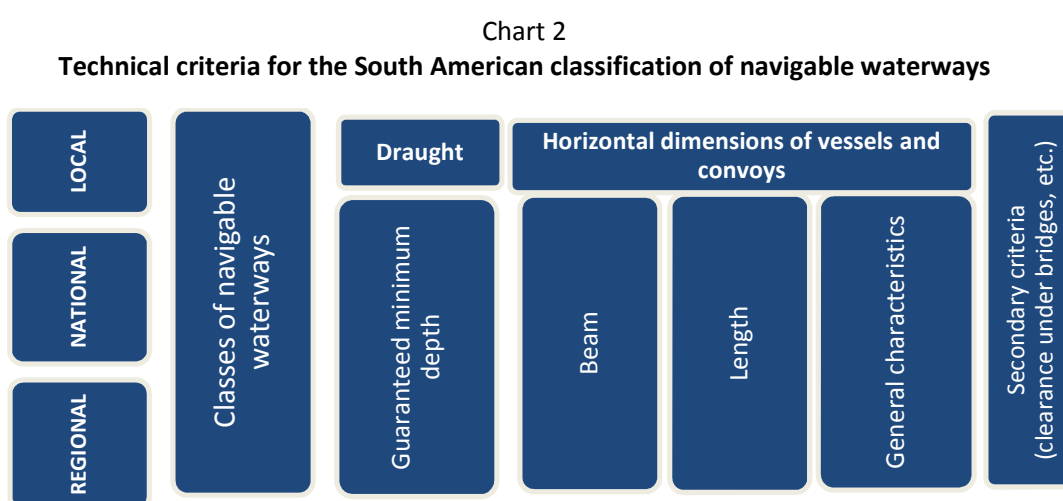 Chart 2
Technical criteria for the South American classification of navigable waterways
LOCAL
NATIONAL
REGIONAL
Classes of navigable
waterways
Draught
Guaranteed minimum
depth
Horizontal dimensions of vessels and
convoys
Beam
Length
General characteristics
Secondary criteria
(clearance under bridges, etc.)